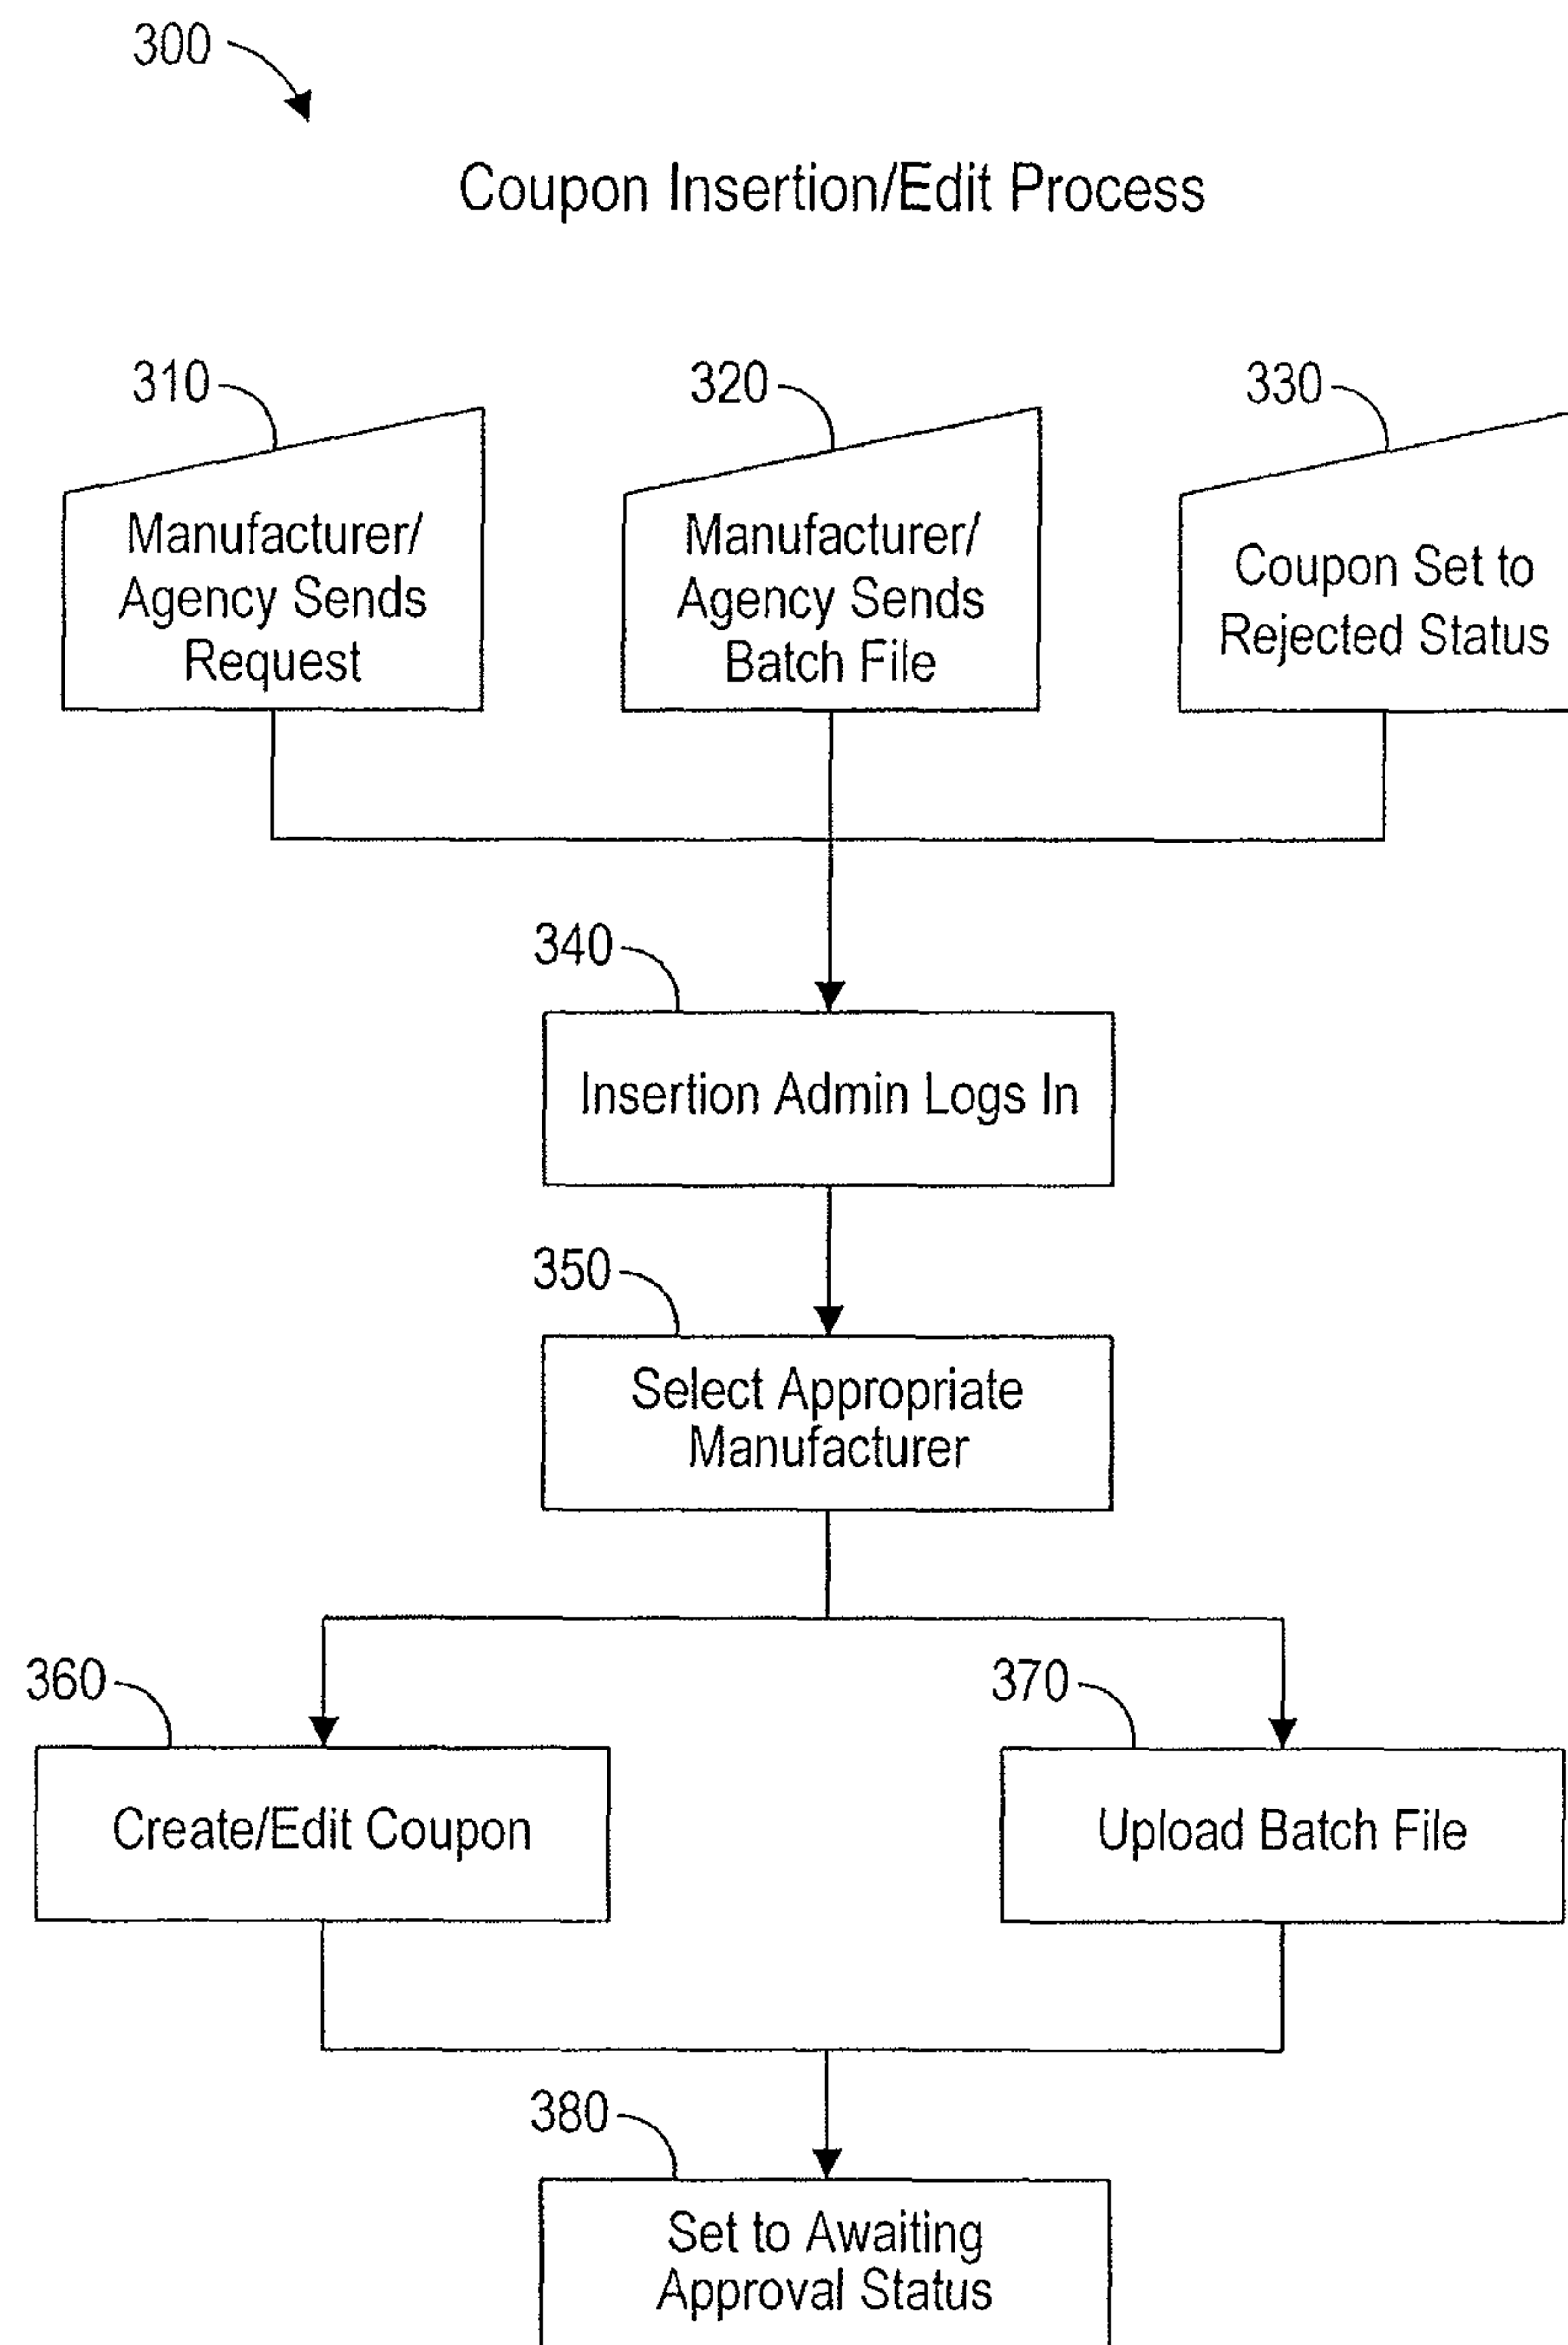 300
Coupon Insertion/Edit Process
310
Manufacturer/
Agency Sends
Request
320
Manufacturer/
Agency Sends
Batch File
330
Coupon Set to
Rejected Status
340
Insertion Admin Logs In
350
Select Appropriate
Manufacturer
360
Create/Edit Coupon
370
Upload Batch File
380
Set to Awaiting
Approval Status